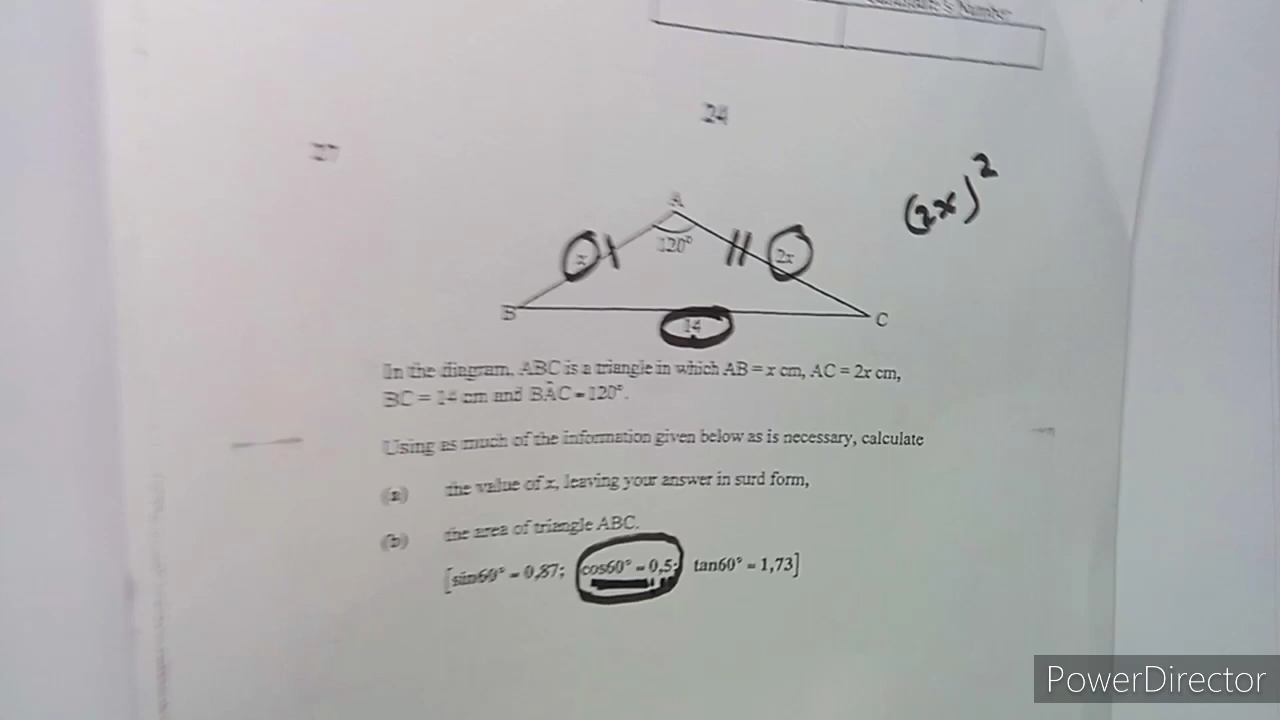 Candidate's Number
24
27
(2x)²
A
120°
x
2x
B
C
14
In the diagram, ABC is a triangle in which AB = x cm, AC = 2x cm,
BC = 14 cm and BÂC = 120°.
Using as much of the information given below as is necessary, calculate
(a) the value of x, leaving your answer in surd form,
(b) the area of triangle ABC.
[sin60° = 0,87; cos60° = 0,5; tan60° = 1,73]
PowerDirector